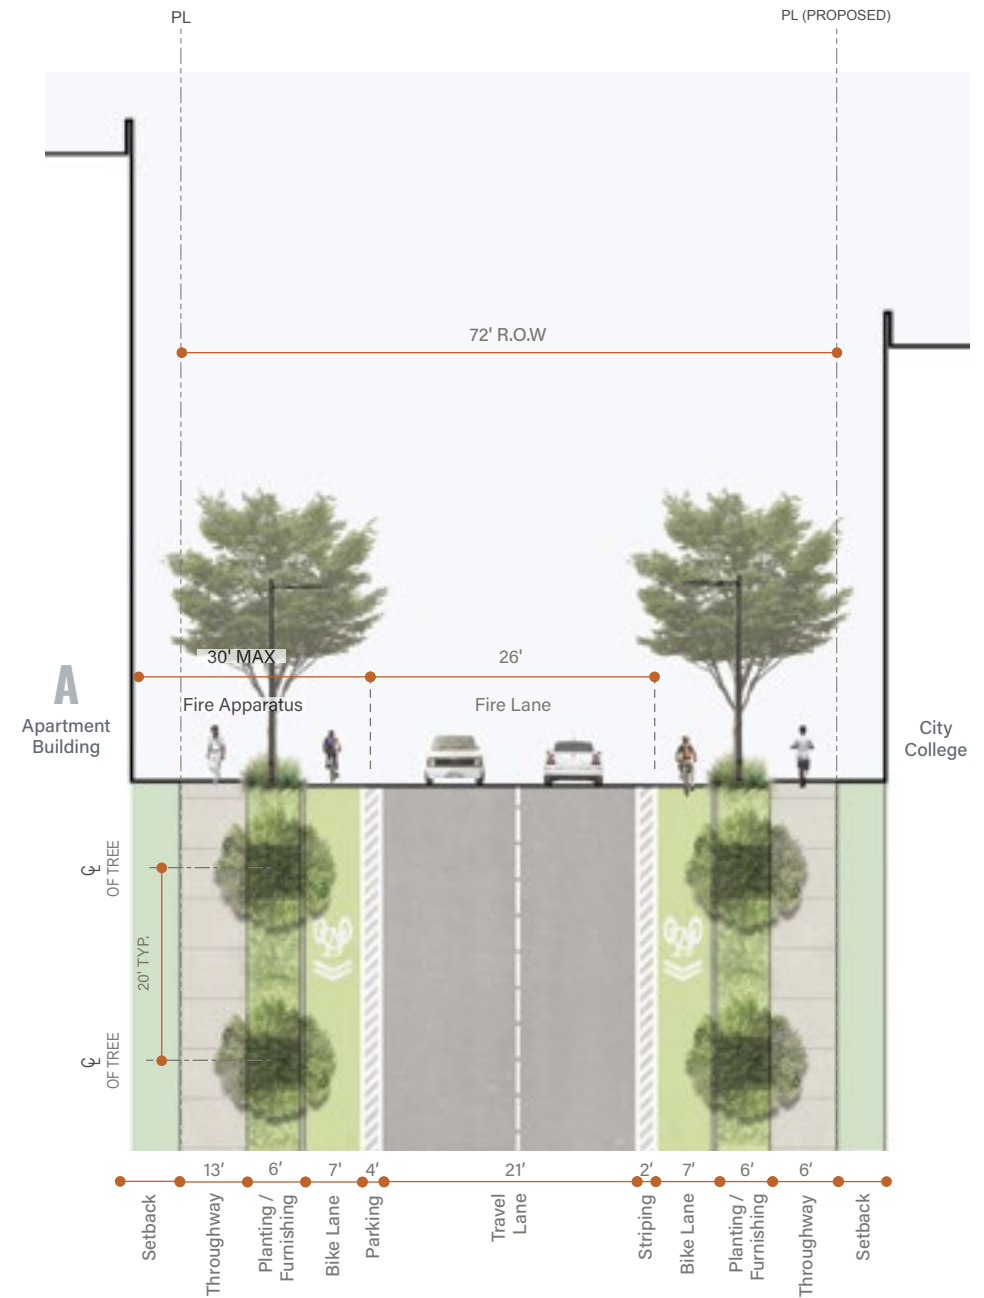 PL
PL (PROPOSED)
72' R.O.W
30' MAX
26'
Fire Apparatus
Fire Lane
A
Apartment
Building
City
College
℄
OF TREE
20' TYP.
℄
OF TREE
13'
6'
7'
4'
21'
2'
7'
6'
6'
Setback
Throughway
Planting /
Furnishing
Bike Lane
Parking
Travel
Lane
Striping
Bike Lane
Planting /
Furnishing
Throughway
Setback